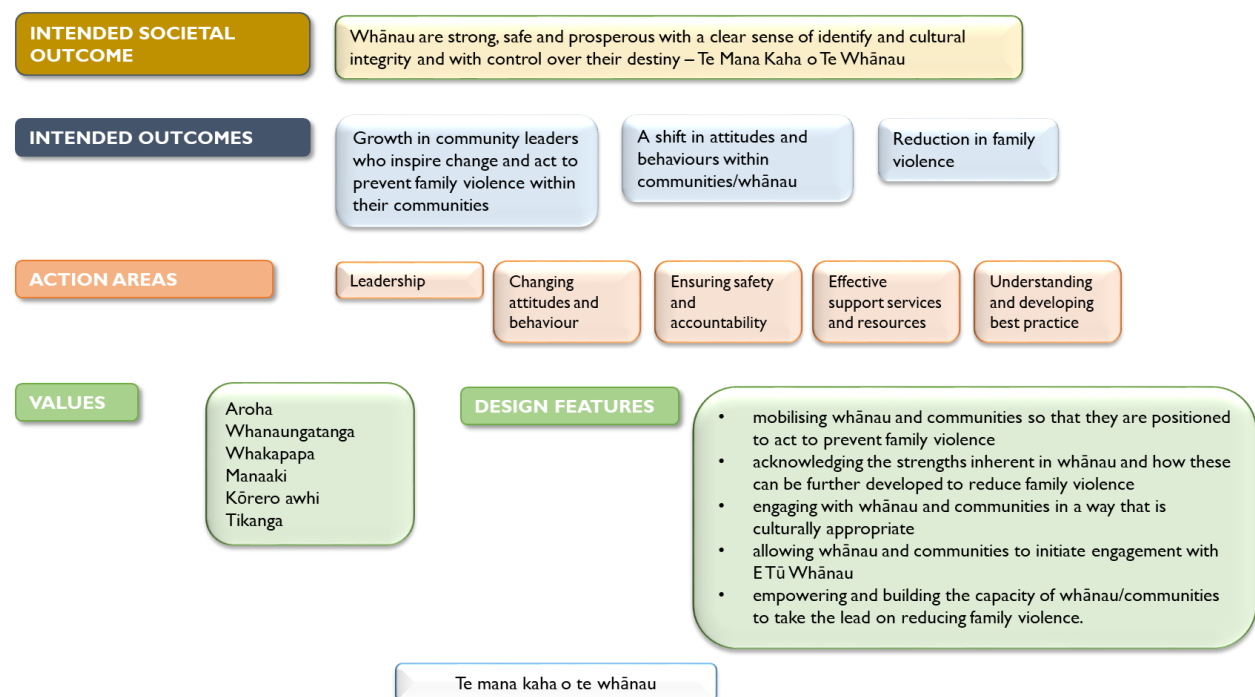 INTENDED SOCIETAL
OUTCOME
Whānau are strong, safe and prosperous with a clear sense of identify and cultural
integrity and with control over their destiny – Te Mana Kaha o Te Whānau
INTENDED OUTCOMES
Growth in community leaders
who inspire change and act to
prevent family violence within
their communities
A shift in attitudes and
behaviours within
communities/whānau
Reduction in family
violence
ACTION AREAS
Leadership
Changing
attitudes and
behaviour
Ensuring safety
and
accountability
Effective
support services
and resources
Understanding
and developing
best practice
VALUES
Aroha
Whanaungatanga
Whakapapa
Manaaki
Kōrero awhi
Tikanga
DESIGN FEATURES
• mobilising whānau and communities so that they are positioned
to act to prevent family violence
• acknowledging the strengths inherent in whānau and how these
can be further developed to reduce family violence
• engaging with whānau and communities in a way that is
culturally appropriate
• allowing whānau and communities to initiate engagement with
E Tū Whānau
• empowering and building the capacity of whānau/communities
to take the lead on reducing family violence.
Te mana kaha o te whānau